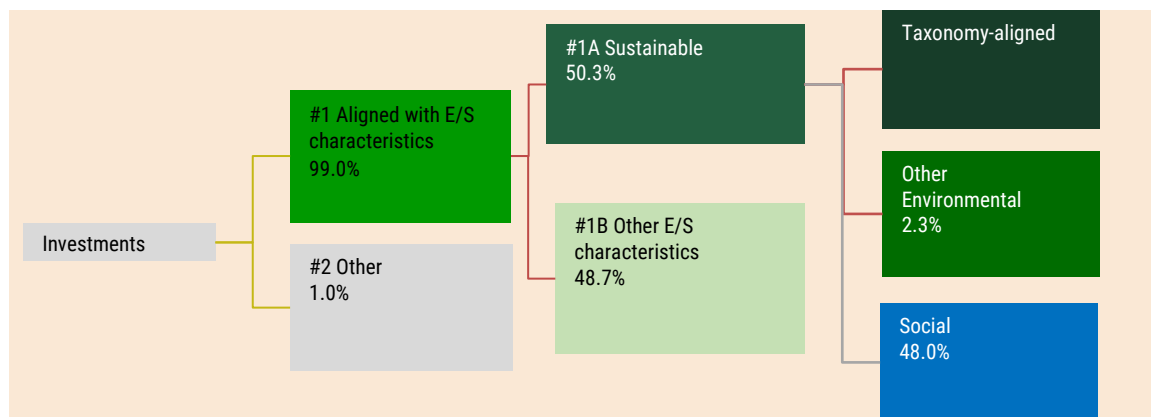 Investments
#1 Aligned with E/S
characteristics
99.0%
#2 Other
1.0%
#1A Sustainable
50.3%
#1B Other E/S
characteristics
48.7%
Taxonomy-aligned
Other
Environmental
2.3%
Social
48.0%